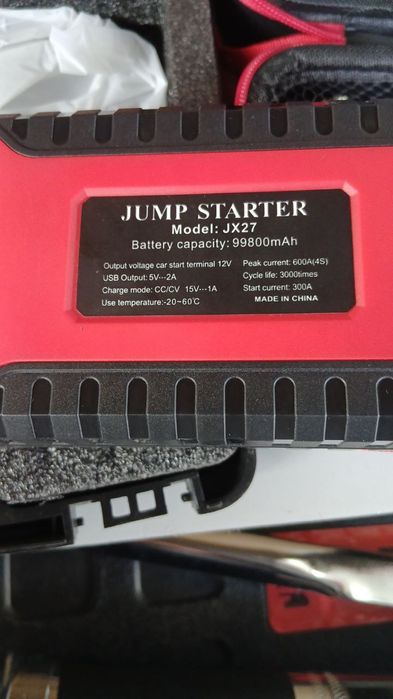 JUMP STARTER
Model: JX27
Battery capacity: 99800mAh
Output voltage car start terminal 12V
USB Output: 5V⋯2A
Charge mode: CC/CV 15V⋯1A
Use temperature:-20~60℃
Peak current: 600A(4S)
Cycle life: 3000times
Start current: 300A
MADE IN CHINA